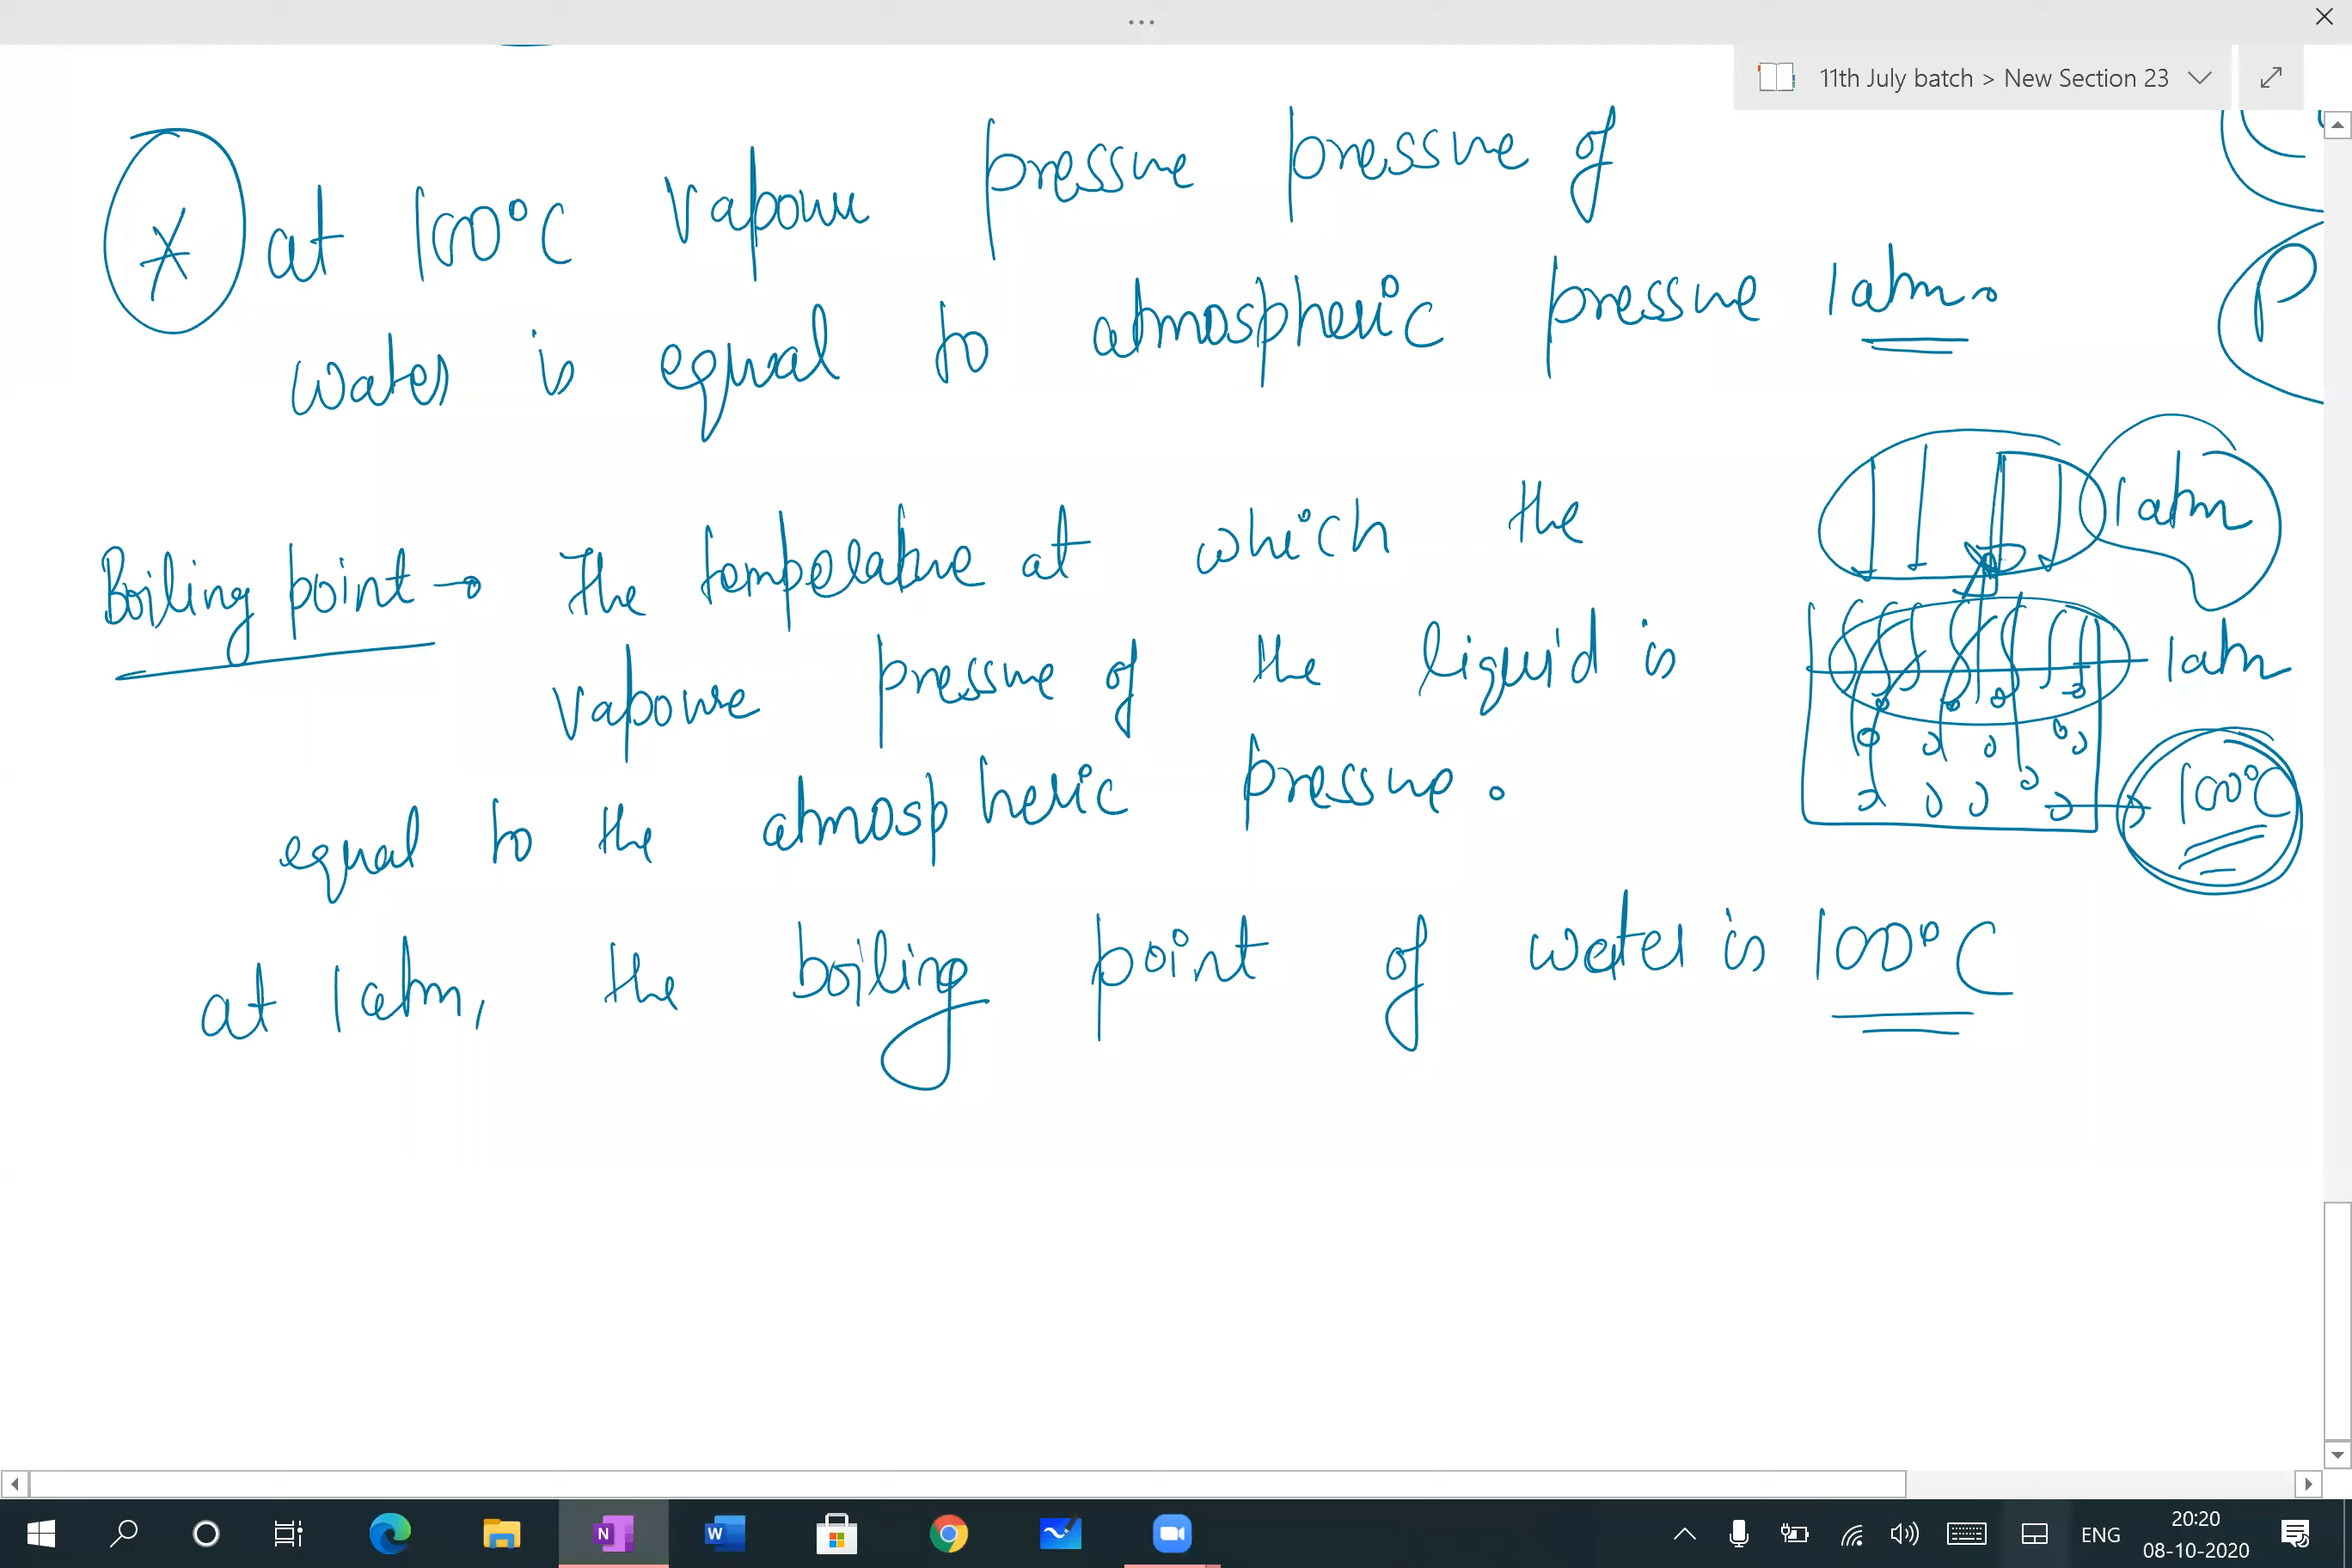 11th July batch > New Section 23
at 100°C vapour pressure pressure of
water is equal to atmospheric pressure 1atm.
P
1atm
Boiling point → The temperature at which the
vapour pressure of the liquid is
1atm
equal to the atmospheric pressure.
100°C
at 1atm, the boiling point of water is 100°C
ENG
20:20
08-10-2020